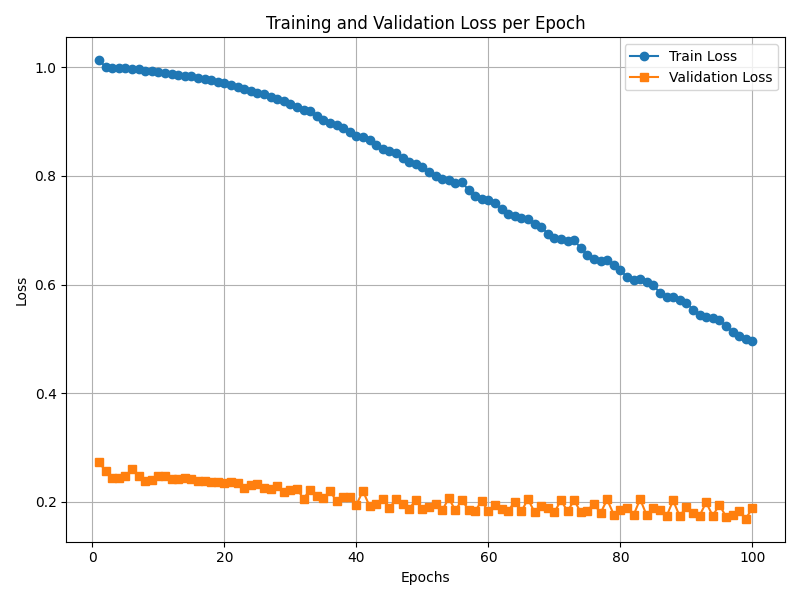 Training and Validation Loss per Epoch
Train Loss
Validation Loss
1.0
0.8
0.6
0.4
0.2
Loss
0 20 40 60 80 100
Epochs